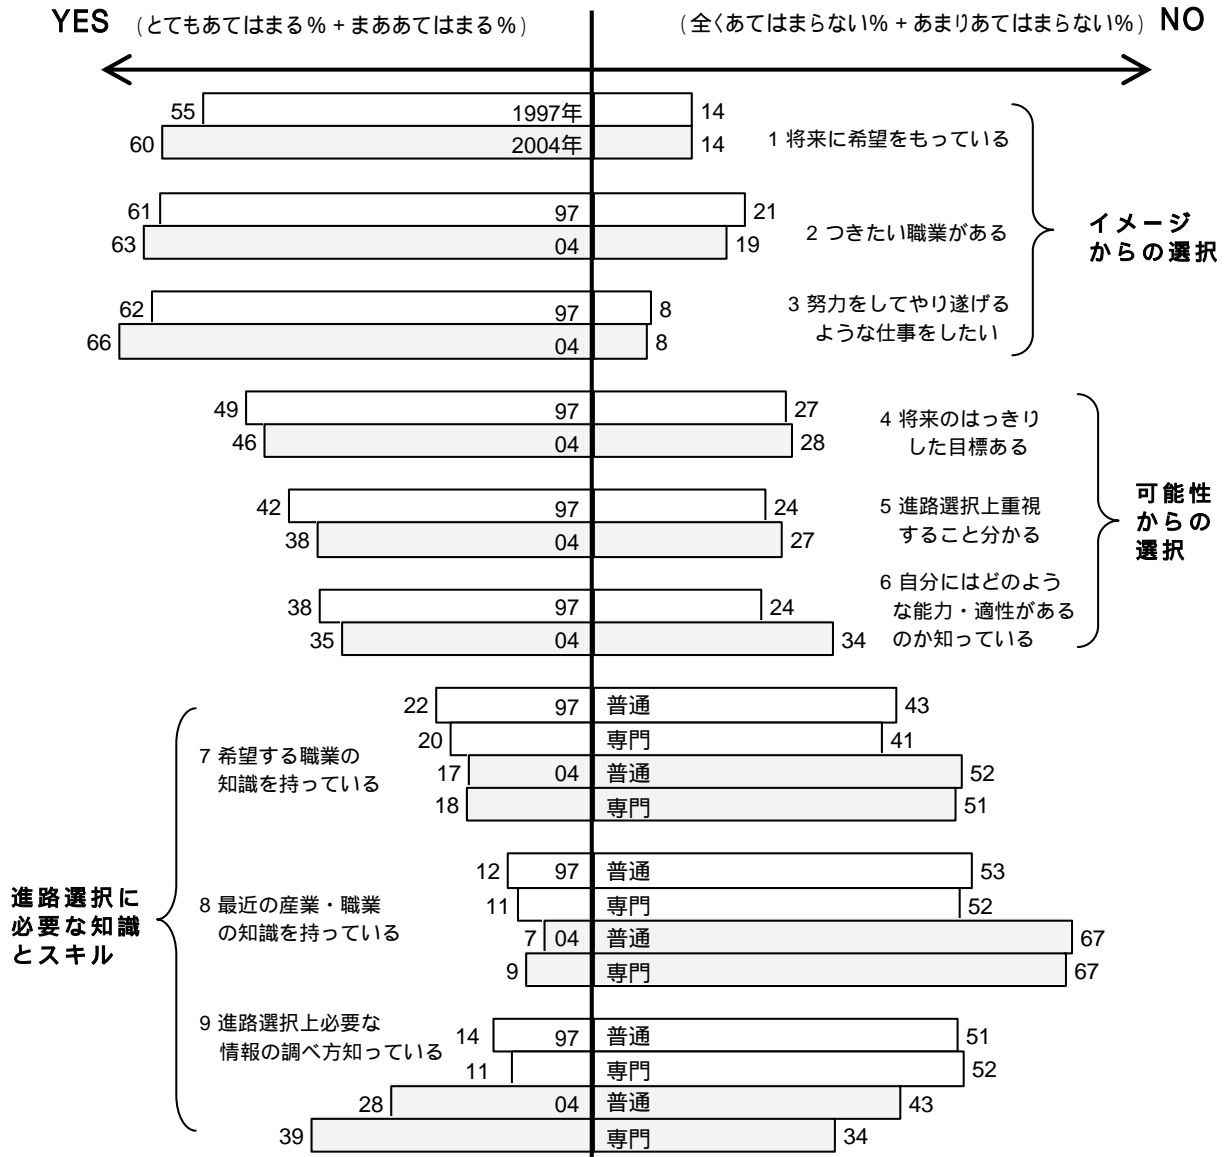 YES (とてもあてはまる% + まああてはまる%)
(全くあてはまらない% + あまりあてはまらない%) NO
55 1997年 14
60 2004年 14
1 将来に希望をもっている
61 97 21
63 04 19
2 つきたい職業がある
62 97 8
66 04 8
3 努力をしてやり遂げる
ような仕事をしたい
イメージ
からの選択
49 97 27
46 04 28
4 将来のはっきり
した目標ある
42 97 24
38 04 27
5 進路選択上重視
すること分かる
38 97 24
35 04 34
6 自分にはどのよう
な能力・適性がある
のか知っている
可能性
からの
選択
22 97 普通 43
20 専門 41
17 04 普通 52
18 専門 51
7 希望する職業の
知識を持っている
12 97 普通 53
11 専門 52
7 04 普通 67
9 専門 67
8 最近の産業・職業
の知識を持っている
14 97 普通 51
11 専門 52
28 04 普通 43
39 専門 34
9 進路選択上必要な
情報の調べ方知っている
進路選択に
必要な知識
とスキル